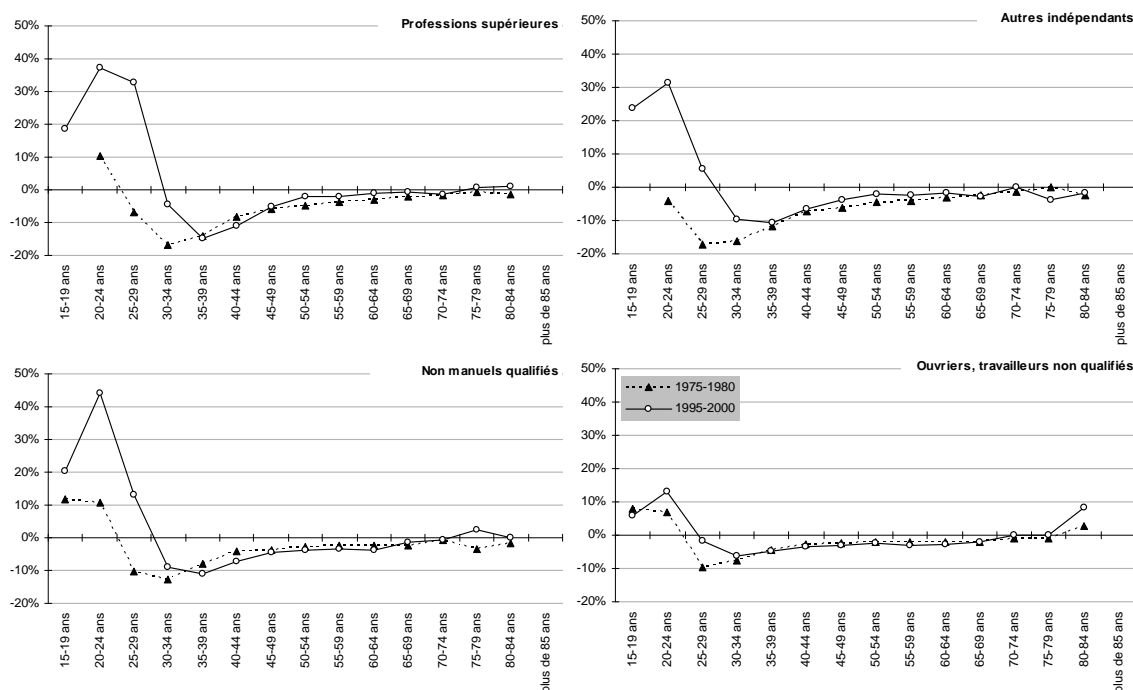 Professions supérieures
50%
40%
30%
20%
10%
0%
-10%
-20%
15-19 ans
20-24 ans
25-29 ans
30-34 ans
35-39 ans
40-44 ans
45-49 ans
50-54 ans
55-59 ans
60-64 ans
65-69 ans
70-74 ans
75-79 ans
80-84 ans
plus de 85 ans
Autres indépendants
50%
40%
30%
20%
10%
0%
-10%
-20%
15-19 ans
20-24 ans
25-29 ans
30-34 ans
35-39 ans
40-44 ans
45-49 ans
50-54 ans
55-59 ans
60-64 ans
65-69 ans
70-74 ans
75-79 ans
80-84 ans
plus de 85 ans
Non manuels qualifiés
50%
40%
30%
20%
10%
0%
-10%
-20%
15-19 ans
20-24 ans
25-29 ans
30-34 ans
35-39 ans
40-44 ans
45-49 ans
50-54 ans
55-59 ans
60-64 ans
65-69 ans
70-74 ans
75-79 ans
80-84 ans
plus de 85 ans
Ouvriers, travailleurs non qualifiés
1975-1980
1995-2000
50%
40%
30%
20%
10%
0%
-10%
-20%
15-19 ans
20-24 ans
25-29 ans
30-34 ans
35-39 ans
40-44 ans
45-49 ans
50-54 ans
55-59 ans
60-64 ans
65-69 ans
70-74 ans
75-79 ans
80-84 ans
plus de 85 ans